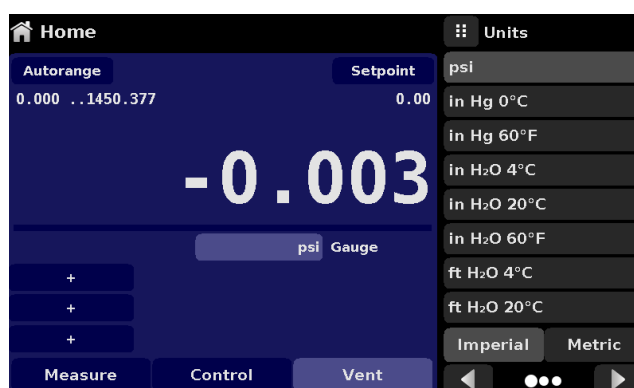 Home
Autorange
Setpoint
0.000 ..1450.377
0.00
-0.003
psi Gauge
+
+
+
Measure
Control
Vent
Units
psi
in Hg 0°C
in Hg 60°F
in H₂O 4°C
in H₂O 20°C
in H₂O 60°F
ft H₂O 4°C
ft H₂O 20°C
Imperial
Metric